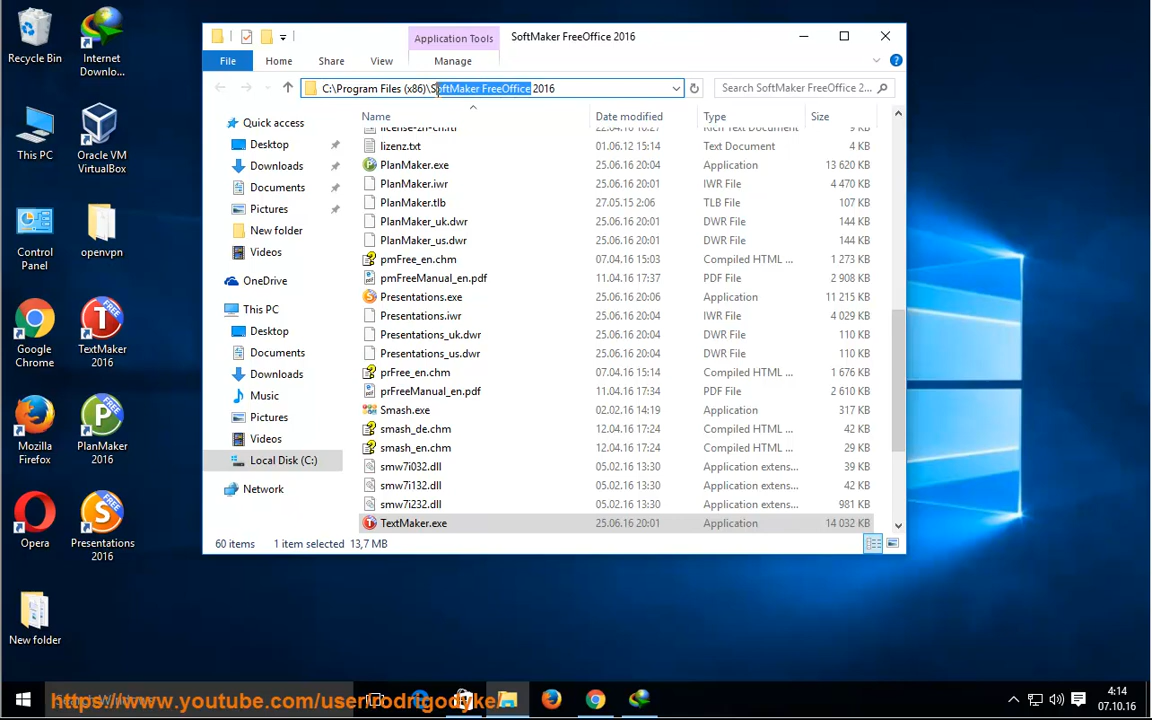 Recycle Bin
Internet
Downlo...
This PC
Oracle VM
VirtualBox
Control
Panel
openvpn
Google
Chrome
TextMaker
2016
Mozilla
Firefox
PlanMaker
2016
Opera
Presentations
2016
New folder
Application Tools
SoftMaker FreeOffice 2016
File
Home
Share
View
Manage
C:\Program Files (x86)\SoftMaker FreeOffice 2016
Search SoftMaker FreeOffice 2...
Quick access
Desktop
Downloads
Documents
Pictures
New folder
Videos
OneDrive
This PC
Desktop
Documents
Downloads
Music
Pictures
Videos
Local Disk (C:)
Network
Name Date modified Type Size
license-zh-cn.rtf 22.04.16 16:27 Rich Text Document 9 KB
lizenz.txt 01.06.12 15:14 Text Document 4 KB
PlanMaker.exe 25.06.16 20:04 Application 13 620 KB
PlanMaker.iwr 25.06.16 20:01 IWR File 4 470 KB
PlanMaker.tlb 27.05.15 2:06 TLB File 107 KB
PlanMaker_uk.dwr 25.06.16 20:01 DWR File 144 KB
PlanMaker_us.dwr 25.06.16 20:01 DWR File 144 KB
pmFree_en.chm 07.04.16 15:03 Compiled HTML ... 1 273 KB
pmFreeManual_en.pdf 11.04.16 17:37 PDF File 2 908 KB
Presentations.exe 25.06.16 20:06 Application 11 215 KB
Presentations.iwr 25.06.16 20:04 IWR File 4 029 KB
Presentations_uk.dwr 25.06.16 20:04 DWR File 110 KB
Presentations_us.dwr 25.06.16 20:04 DWR File 110 KB
prFree_en.chm 07.04.16 15:14 Compiled HTML ... 1 676 KB
prFreeManual_en.pdf 11.04.16 17:34 PDF File 2 610 KB
Smash.exe 02.02.16 14:19 Application 317 KB
smash_de.chm 12.04.16 17:24 Compiled HTML ... 34 KB
smash_en.chm 12.04.16 17:24 Compiled HTML ... 29 KB
smw7i032.dll 05.02.16 13:30 Application extens... 39 KB
smw7i132.dll 05.02.16 13:30 Application extens... 42 KB
smw7i232.dll 05.02.16 13:30 Application extens... 981 KB
TextMaker.exe 25.06.16 20:01 Application 14 032 KB
60 items 1 item selected 13,7 MB
https://www.youtube.com/user/rodrigodyke/
4:14
07.10.16